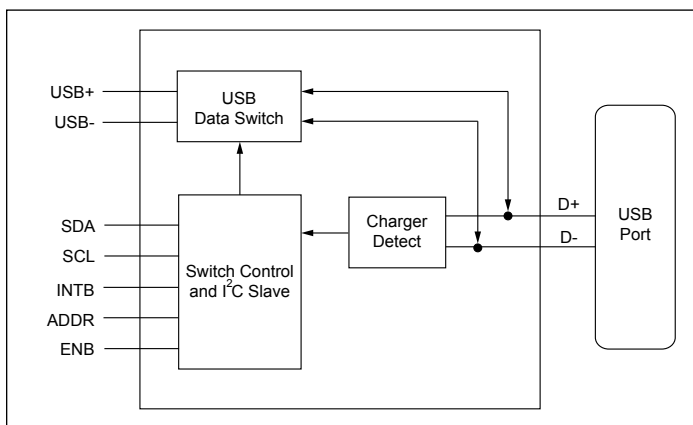 USB+
USB-
USB
Data Switch
SDA
SCL
INTB
ADDR
ENB
Switch Control
and I²C Slave
Charger
Detect
D+
D-
USB
Port